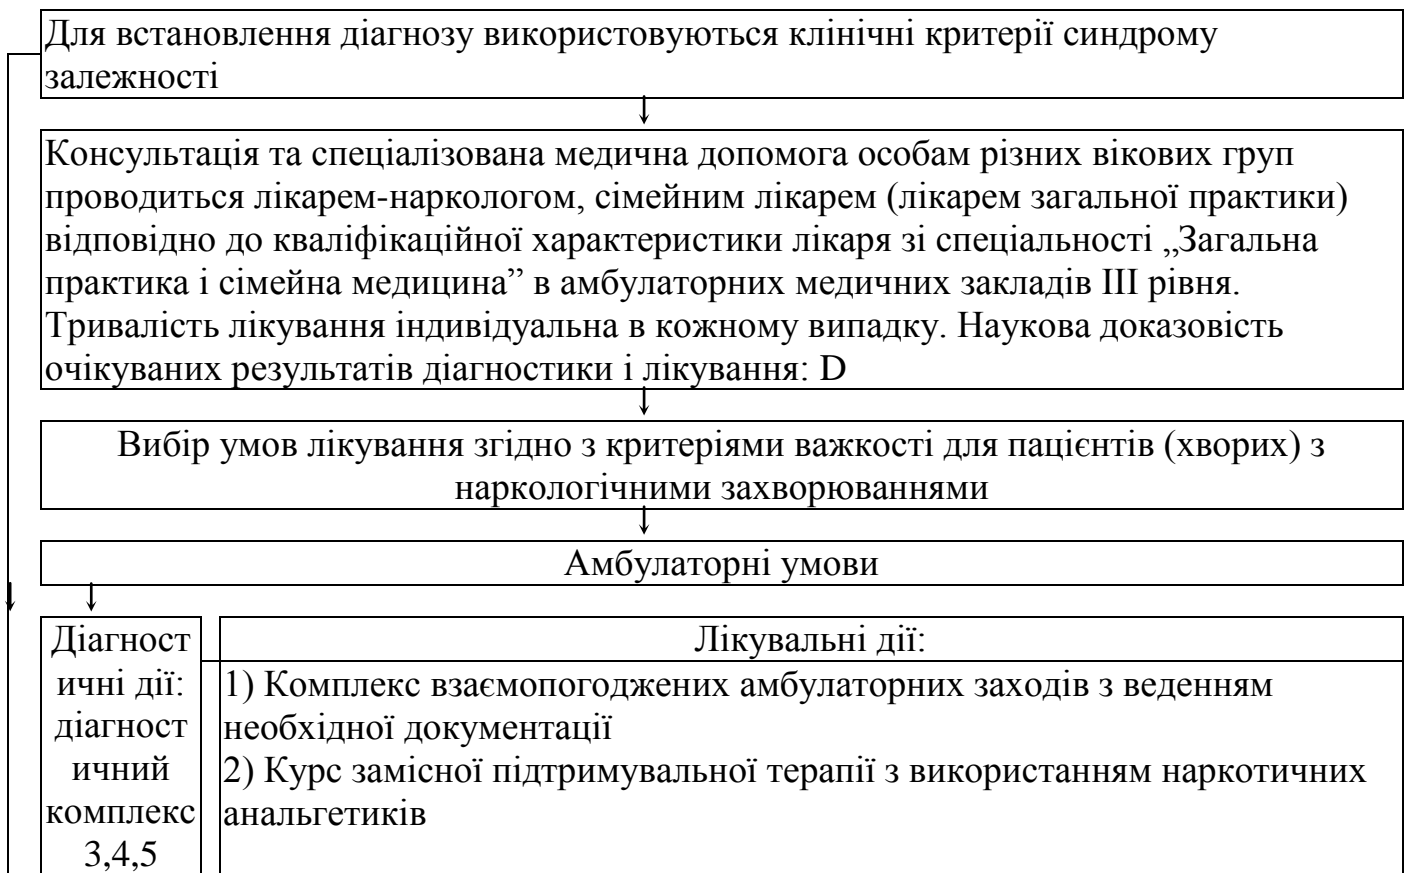 Для встановлення діагнозу використовуються клінічні критерії синдрому
залежності
Консультація та спеціалізована медична допомога особам різних вікових груп
проводиться лікарем-наркологом, сімейним лікарем (лікарем загальної практики)
відповідно до кваліфікаційної характеристики лікаря зі спеціальності „Загальна
практика і сімейна медицина” в амбулаторних медичних закладів III рівня.
Тривалість лікування індивідуальна в кожному випадку. Наукова доказовість
очікуваних результатів діагностики і лікування: D
Вибір умов лікування згідно з критеріями важкості для пацієнтів (хворих) з
наркологічними захворюваннями
Амбулаторні умови
Діагност
ичні дії:
діагност
ичний
комплекс
3,4,5
Лікувальні дії:
1) Комплекс взаємопогоджених амбулаторних заходів з веденням
необхідної документації
2) Курс замісної підтримувальної терапії з використанням наркотичних
анальгетиків